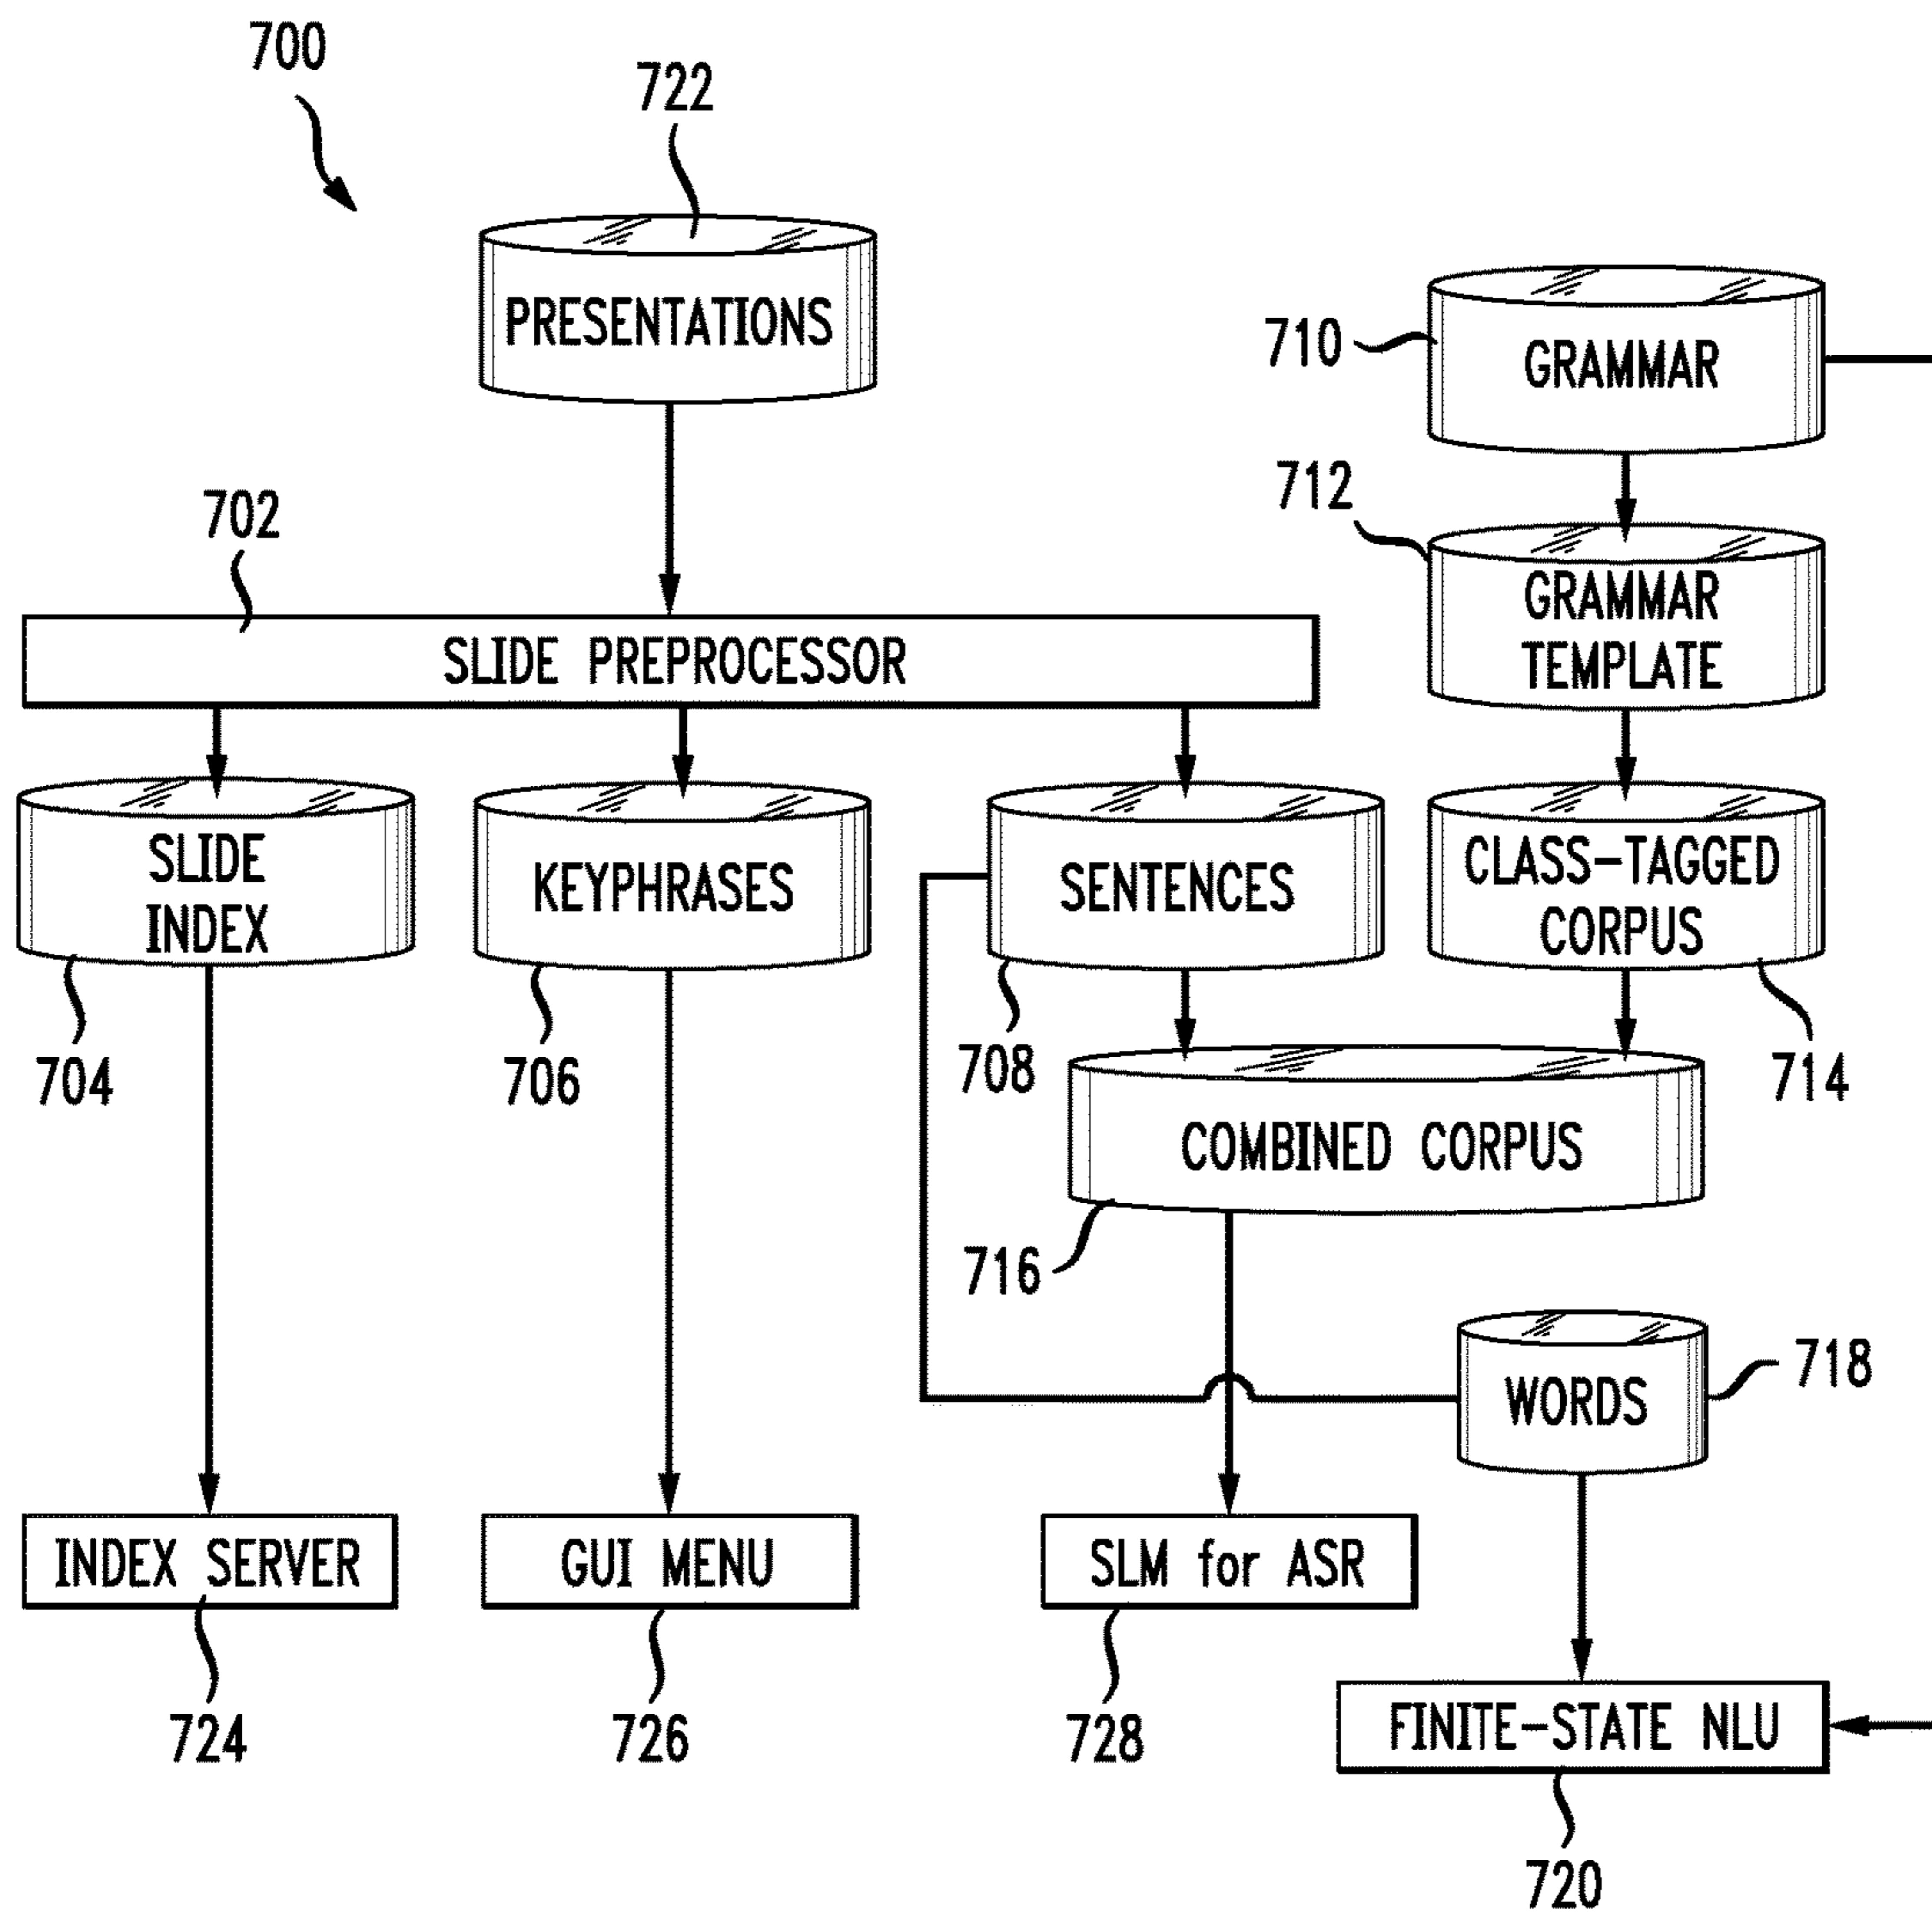 700
722
PRESENTATIONS
710
GRAMMAR
712
GRAMMAR
TEMPLATE
702
SLIDE PREPROCESSOR
SLIDE
INDEX
KEYPHRASES
SENTENCES
CLASS-TAGGED
CORPUS
704
706
708
714
COMBINED CORPUS
716
WORDS
718
INDEX SERVER
GUI MENU
SLM for ASR
724
726
728
FINITE-STATE NLU
720